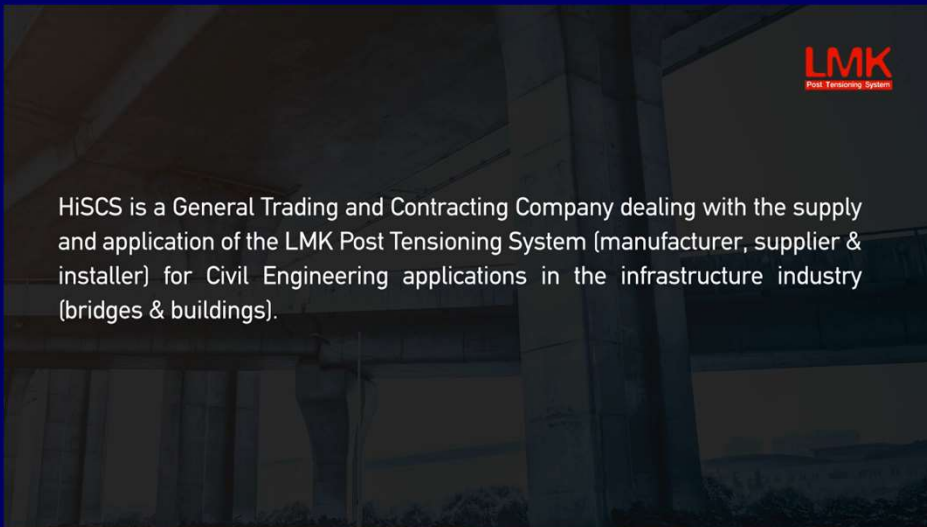 LMK
Post Tensioning System
HiSCS is a General Trading and Contracting Company dealing with the supply
and application of the LMK Post Tensioning System (manufacturer, supplier &
installer) for Civil Engineering applications in the infrastructure industry
(bridges & buildings).